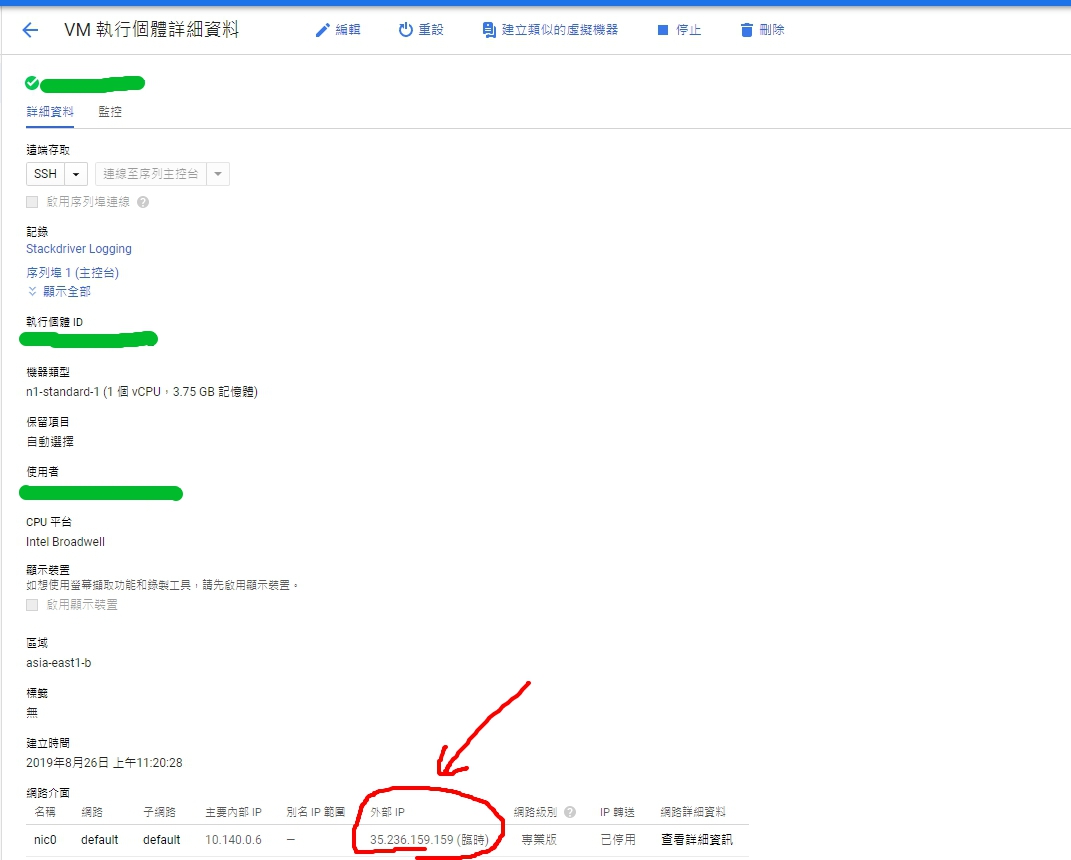 VM 執行個體詳細資料 編輯 重設 建立類似的虛擬機器 停止 刪除
詳細資料 監控
遠端存取
SSH 連線至序列主控台
啟用序列埠連線
記錄
Stackdriver Logging
序列埠 1 (主控台)
顯示全部
執行個體 ID
機器類型
n1-standard-1 (1 個 vCPU，3.75 GB 記憶體)
保留項目
自動選擇
使用者
CPU 平台
Intel Broadwell
顯示裝置
如想使用螢幕擷取功能和錄製工具，請先啟用顯示裝置。
啟用顯示裝置
區域
asia-east1-b
標籤
無
建立時間
2019年8月26日 上午11:20:28
網路介面
名稱 網路 子網路 主要內部 IP 別名 IP 範圍 外部 IP 網路級別 IP 轉送 網路詳細資料
nic0 default default 10.140.0.6 — 35.236.159.159 (臨時) 專業版 已停用 查看詳細資訊